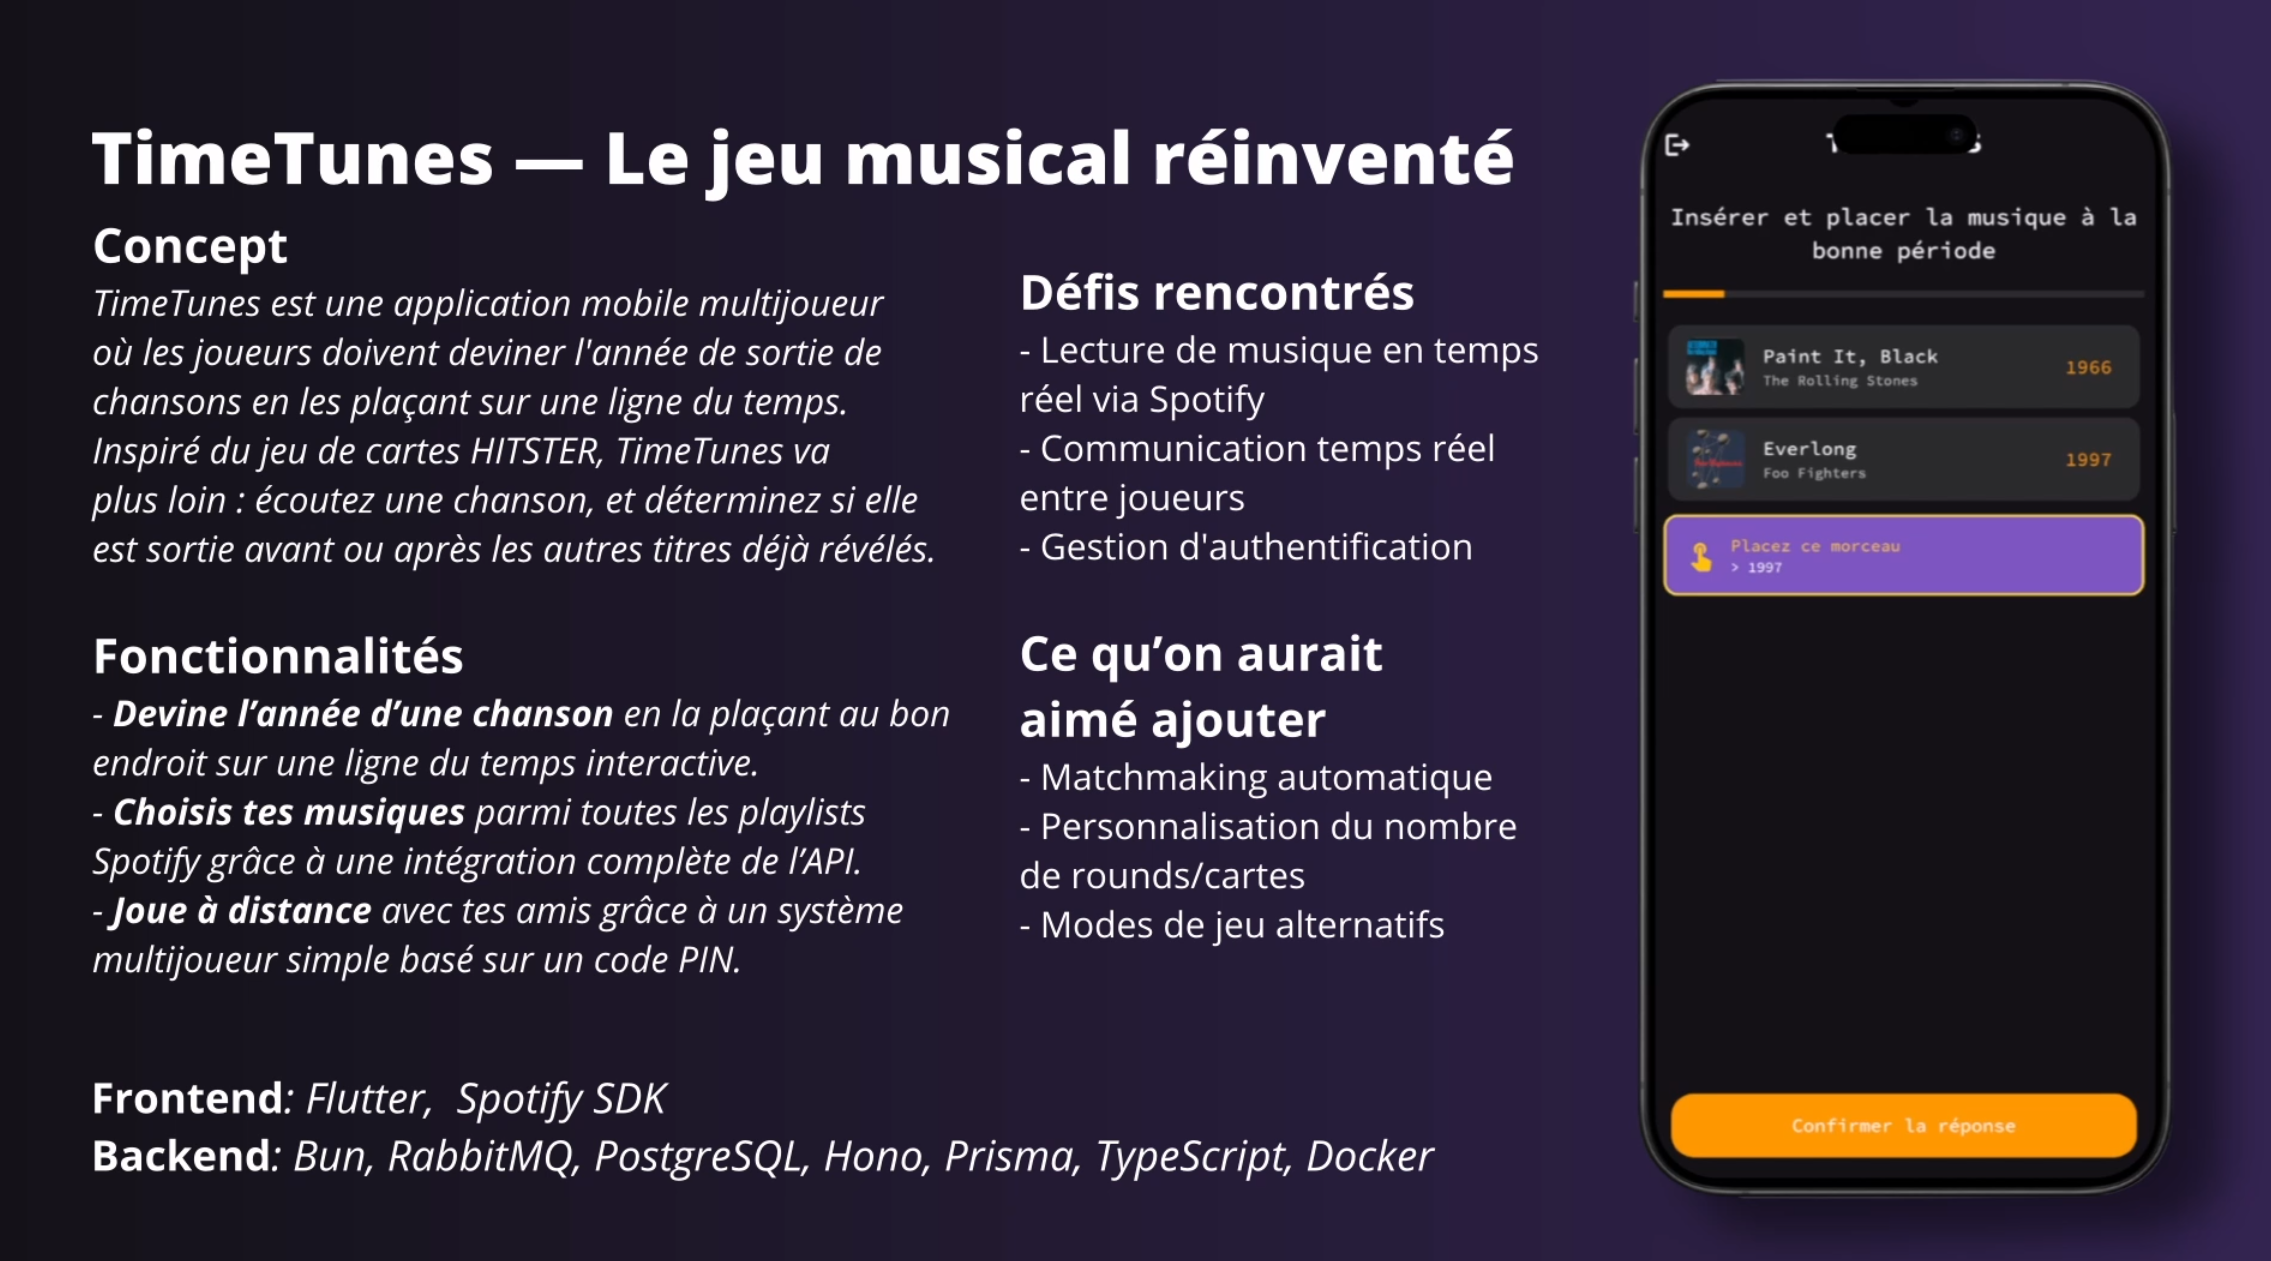 TimeTunes — Le jeu musical réinventé
Concept
TimeTunes est une application mobile multijoueur
où les joueurs doivent deviner l'année de sortie de
chansons en les plaçant sur une ligne du temps.
Inspiré du jeu de cartes HITSTER, TimeTunes va
plus loin : écoutez une chanson, et déterminez si elle
est sortie avant ou après les autres titres déjà révélés.
Fonctionnalités
- Devine l’année d’une chanson en la plaçant au bon
endroit sur une ligne du temps interactive.
- Choisis tes musiques parmi toutes les playlists
Spotify grâce à une intégration complète de l’API.
- Joue à distance avec tes amis grâce à un système
multijoueur simple basé sur un code PIN.
Défis rencontrés
- Lecture de musique en temps
réel via Spotify
- Communication temps réel
entre joueurs
- Gestion d'authentification
Ce qu’on aurait
aimé ajouter
- Matchmaking automatique
- Personnalisation du nombre
de rounds/cartes
- Modes de jeu alternatifs
Frontend: Flutter,  Spotify SDK
Backend: Bun, RabbitMQ, PostgreSQL, Hono, Prisma, TypeScript, Docker
Insérer et placer la musique à la
bonne période
Paint It, Black
The Rolling Stones
1966
Everlong
Foo Fighters
1997
Placez ce morceau
> 1997
Confirmer la réponse